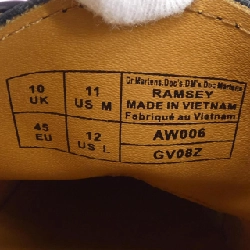 10 UK
11 US M
45 EU
12 US L
Dr.Martens.Doc's DM's Doc Martens
RAMSEY
MADE IN VIETNAM
Fabriqué au Vietnam
AW006
GV08Z